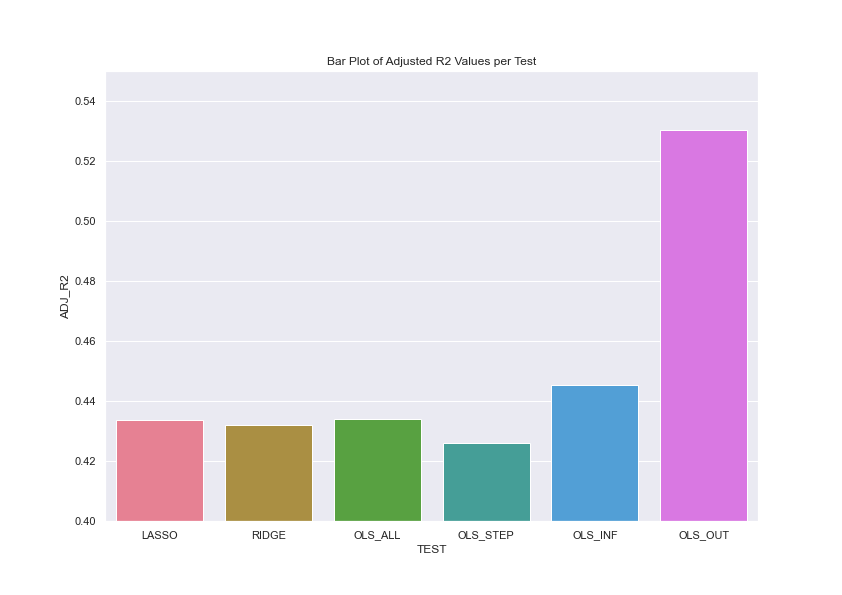 Bar Plot of Adjusted R2 Values per Test
0.54
0.52
0.50
0.48
0.46
0.44
0.42
0.40
ADJ_R2
LASSO RIDGE OLS_ALL OLS_STEP OLS_INF OLS_OUT
TEST